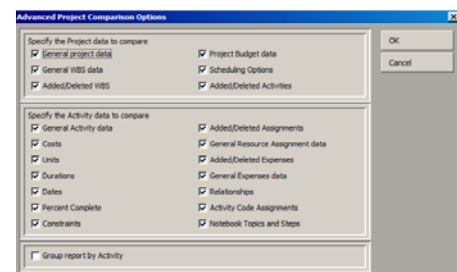 Advanced Project Comparison Options
Specify the Project data to compare
General project data
Project Budget data
General WBS data
Scheduling Options
Added/Deleted WBS
Added/Deleted Activities
OK
Cancel
Specify the Activity data to compare
General Activity data
Added/Deleted Assignments
Costs
General Resource Assignment data
Units
Added/Deleted Expenses
Durations
General Expenses data
Dates
Relationships
Percent Complete
Activity Code Assignments
Constraints
Notebook Topics and Steps
Group report by Activity